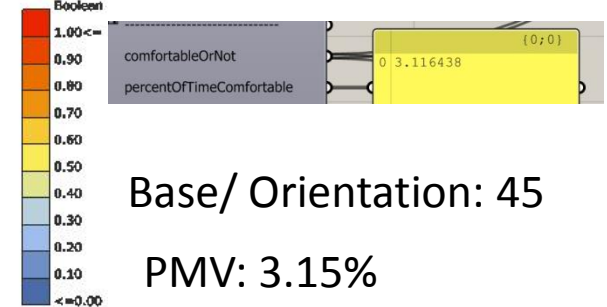 Boolean
1.00<=
0.90
0.80
0.70
0.60
0.50
0.40
0.30
0.20
0.10
<=0.00
{0;0}
comfortableOrNot
0 3.116438
percentOfTimeComfortable
Base/ Orientation: 45
PMV: 3.15%